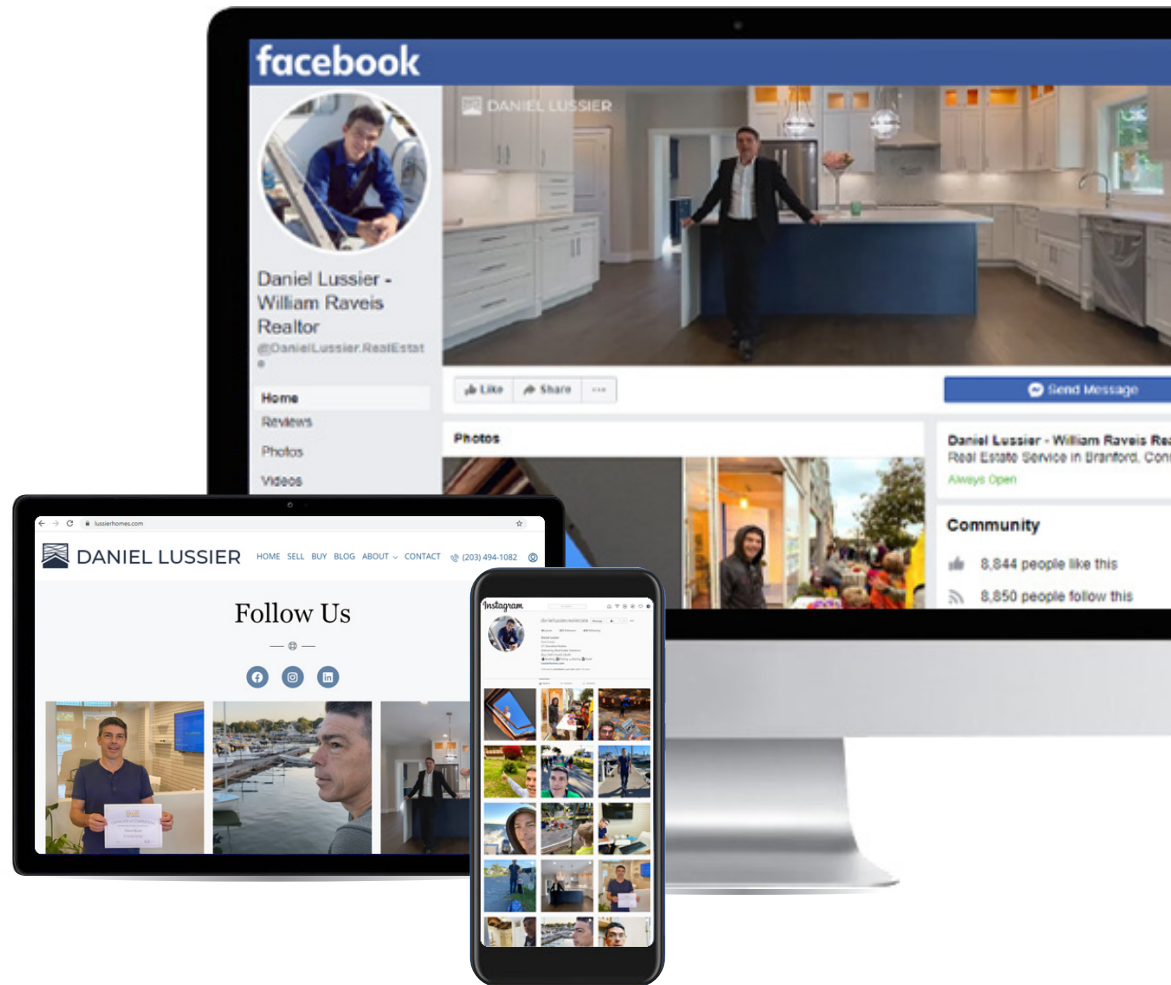 facebook
DANIEL LUSSIER
Daniel Lussier -
William Raveis
Realtor
@DanielLussier.RealEstat
e
Home
Reviews
Photos
Videos
Like
Share
Send Message
Photos
Daniel Lussier - William Raveis Rea
Real Estate Service in Branford, Con
Always Open
Community
8,844 people like this
8,850 people follow this
lussierhomes.com
DANIEL LUSSIER
HOME SELL BUY BLOG ABOUT CONTACT (203) 494-1082
Follow Us
Instagram